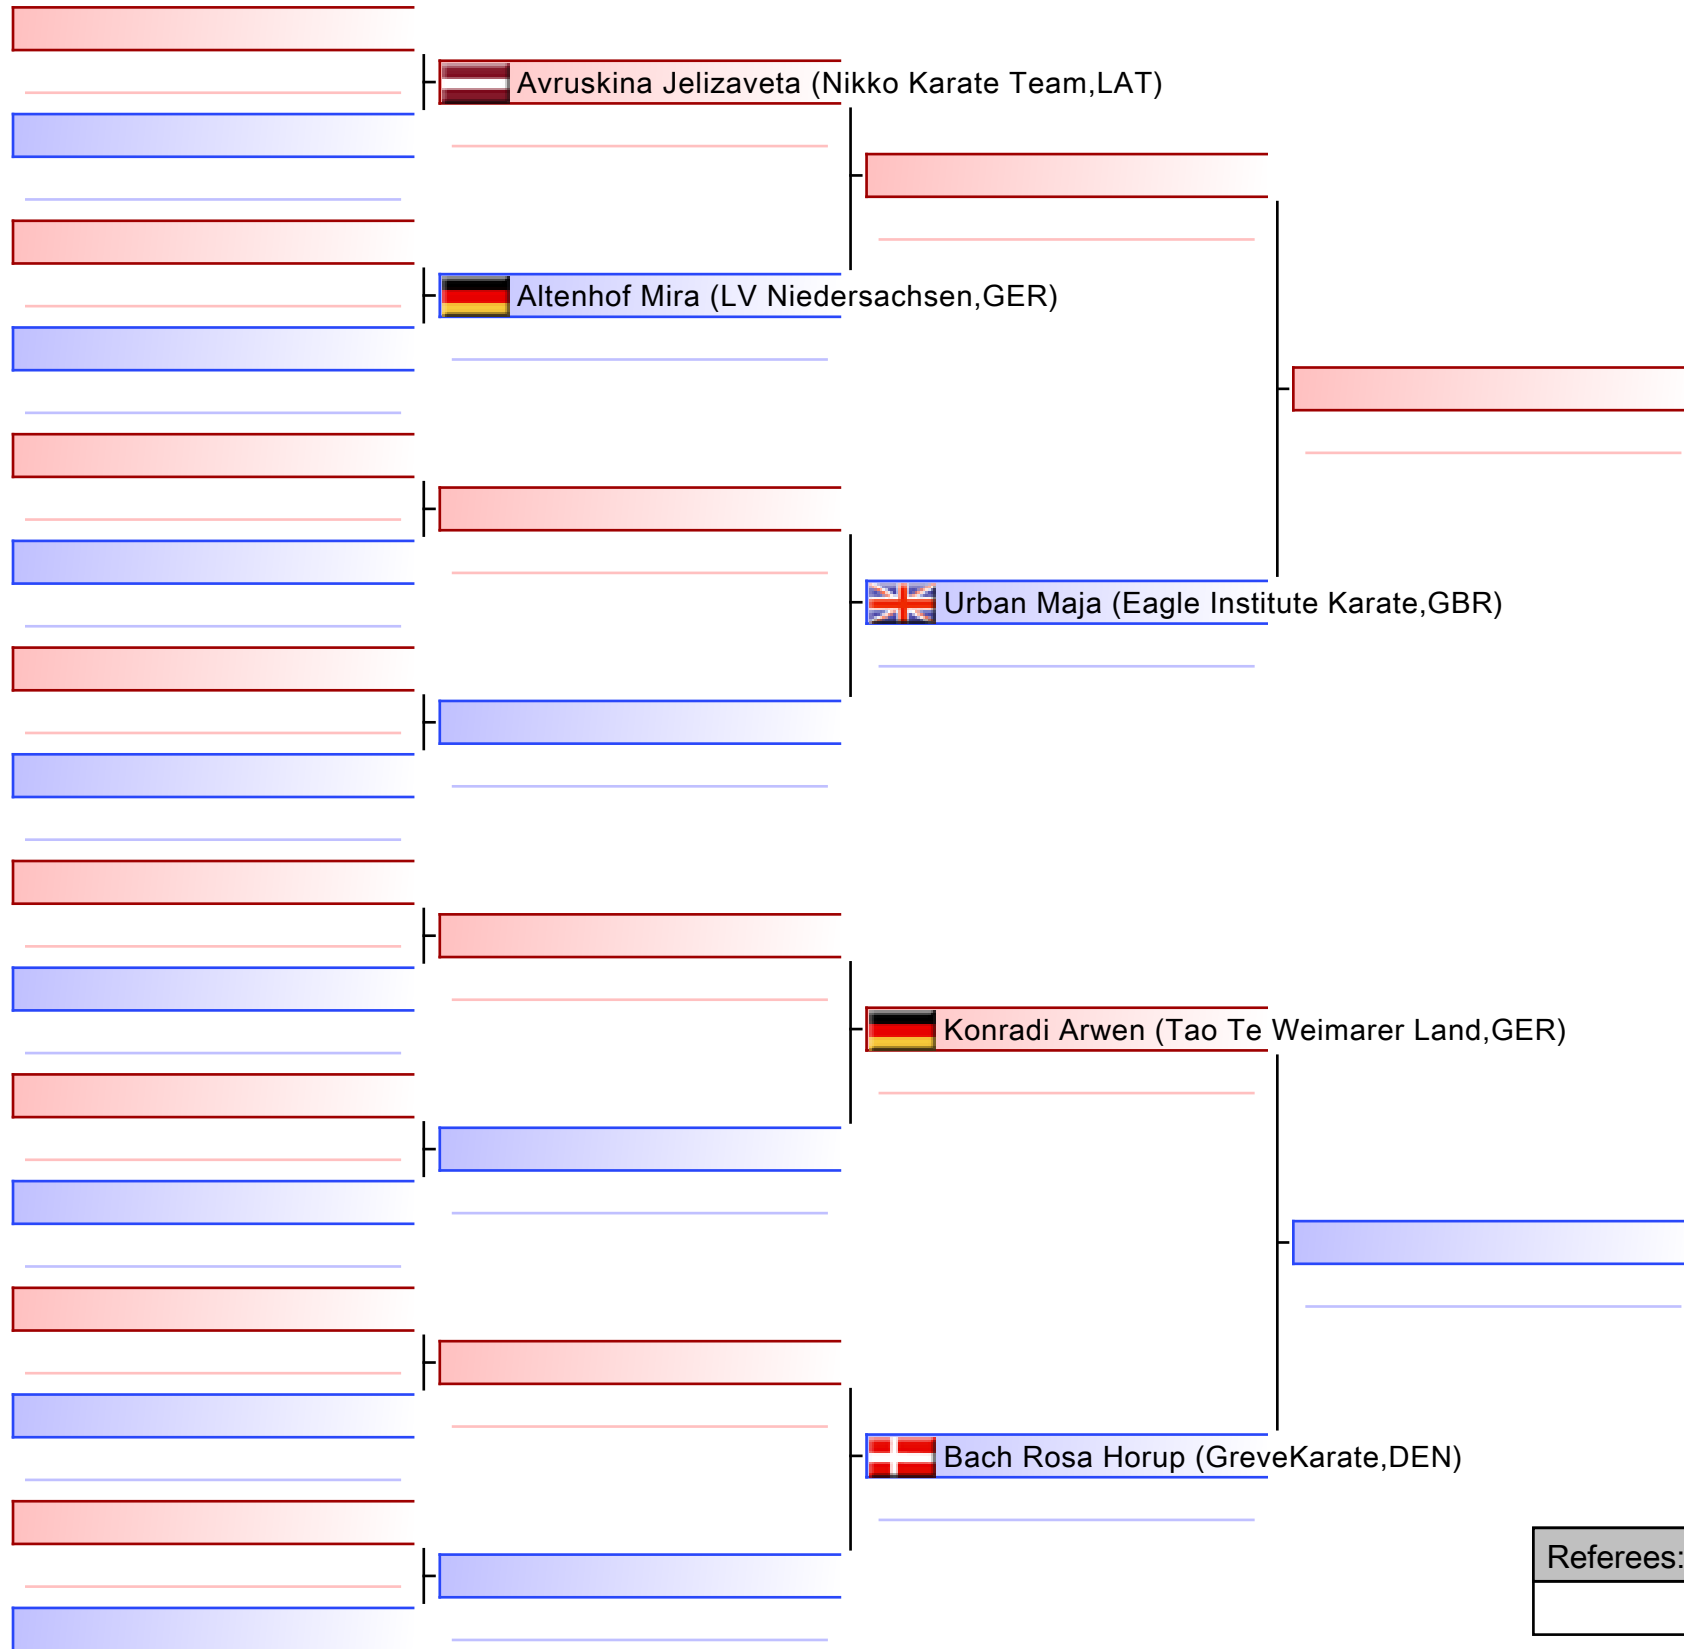 Avruskina Jelizaveta (Nikko Karate Team,LAT)
Altenhof Mira (LV Niedersachsen,GER)
Urban Maja (Eagle Institute Karate,GBR)
Konradi Arwen (Tao Te Weimarer Land,GER)
Bach Rosa Horup (GreveKarate,DEN)
Referees: